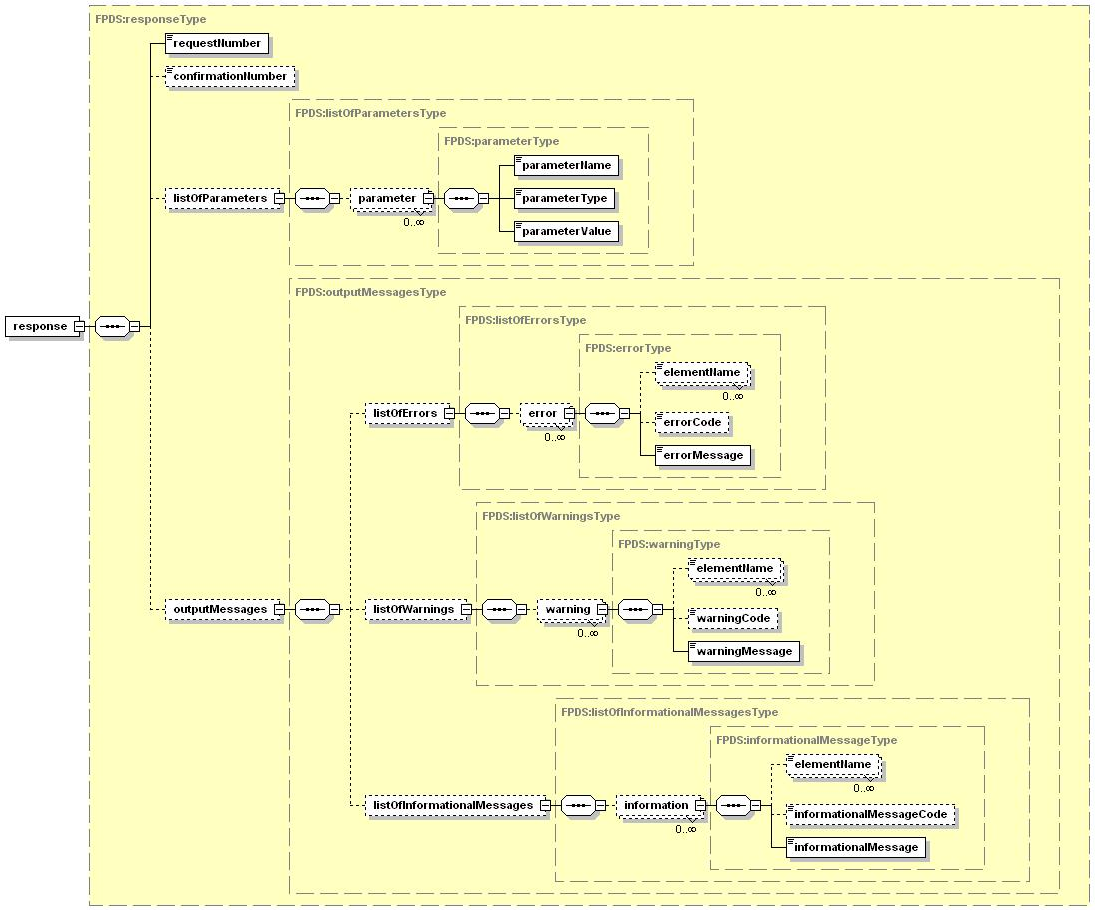 FPDS:responseType
requestNumber
confirmationNumber
FPDS:listOfParametersType
FPDS:parameterType
parameterName
listOfParameters
parameter
parameterType
0..∞
parameterValue
FPDS:outputMessagesType
FPDS:listOfErrorsType
response
FPDS:errorType
elementName
0..∞
listOfErrors
error
errorCode
0..∞
errorMessage
FPDS:listOfWarningsType
FPDS:warningType
elementName
0..∞
outputMessages
listOfWarnings
warning
warningCode
0..∞
warningMessage
FPDS:listOfInformationalMessagesType
FPDS:informationalMessageType
elementName
0..∞
listOfInformationalMessages
information
informationalMessageCode
0..∞
informationalMessage